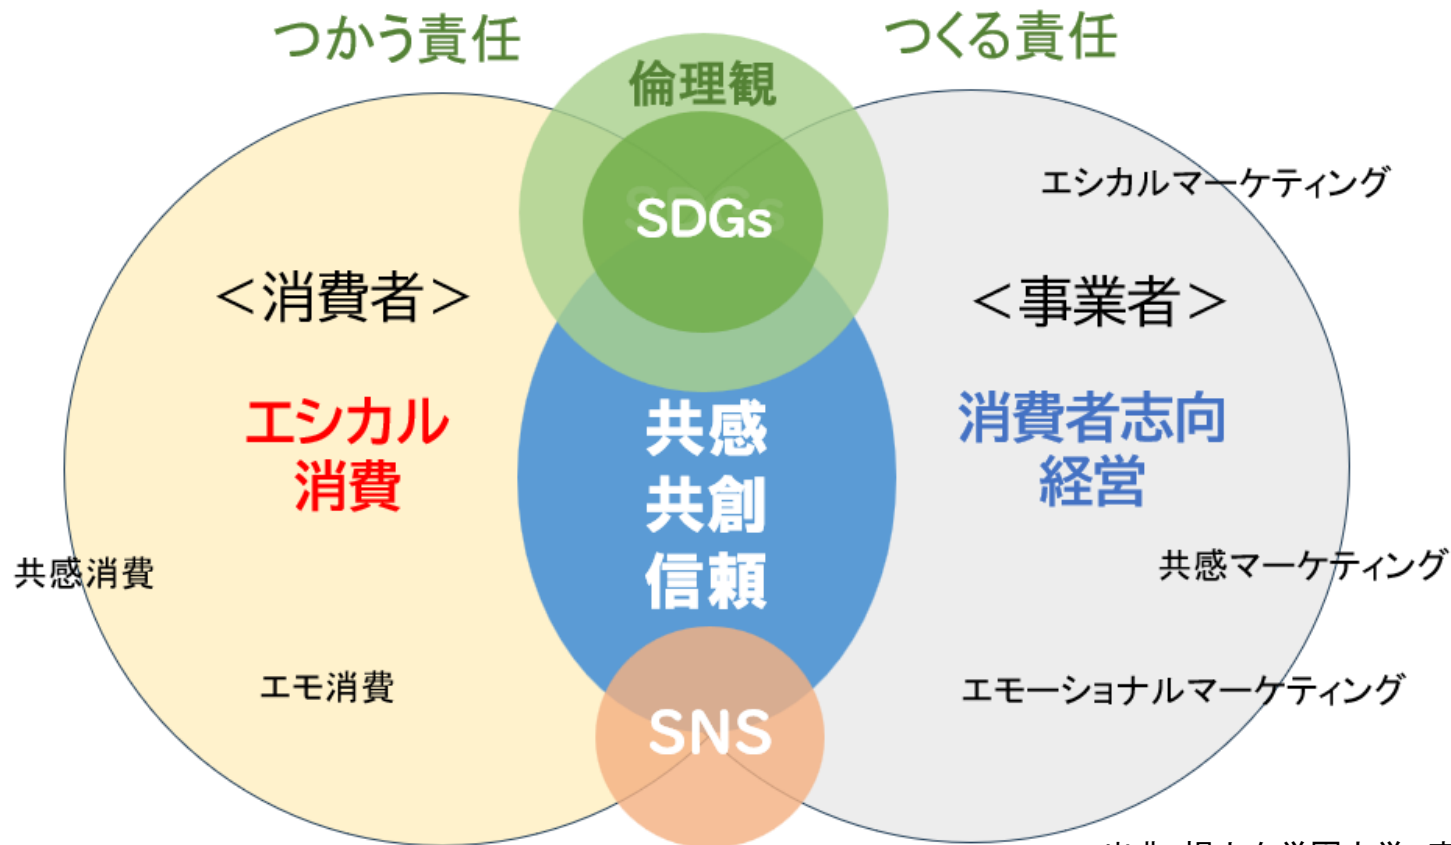 つかう責任
つくる責任
倫理観
SDGs
エシカルマーケティング
＜消費者＞
＜事業者＞
エシカル
消費
消費者志向
経営
共感
共創
信頼
共感消費
共感マーケティング
エモ消費
エモーショナルマーケティング
SNS